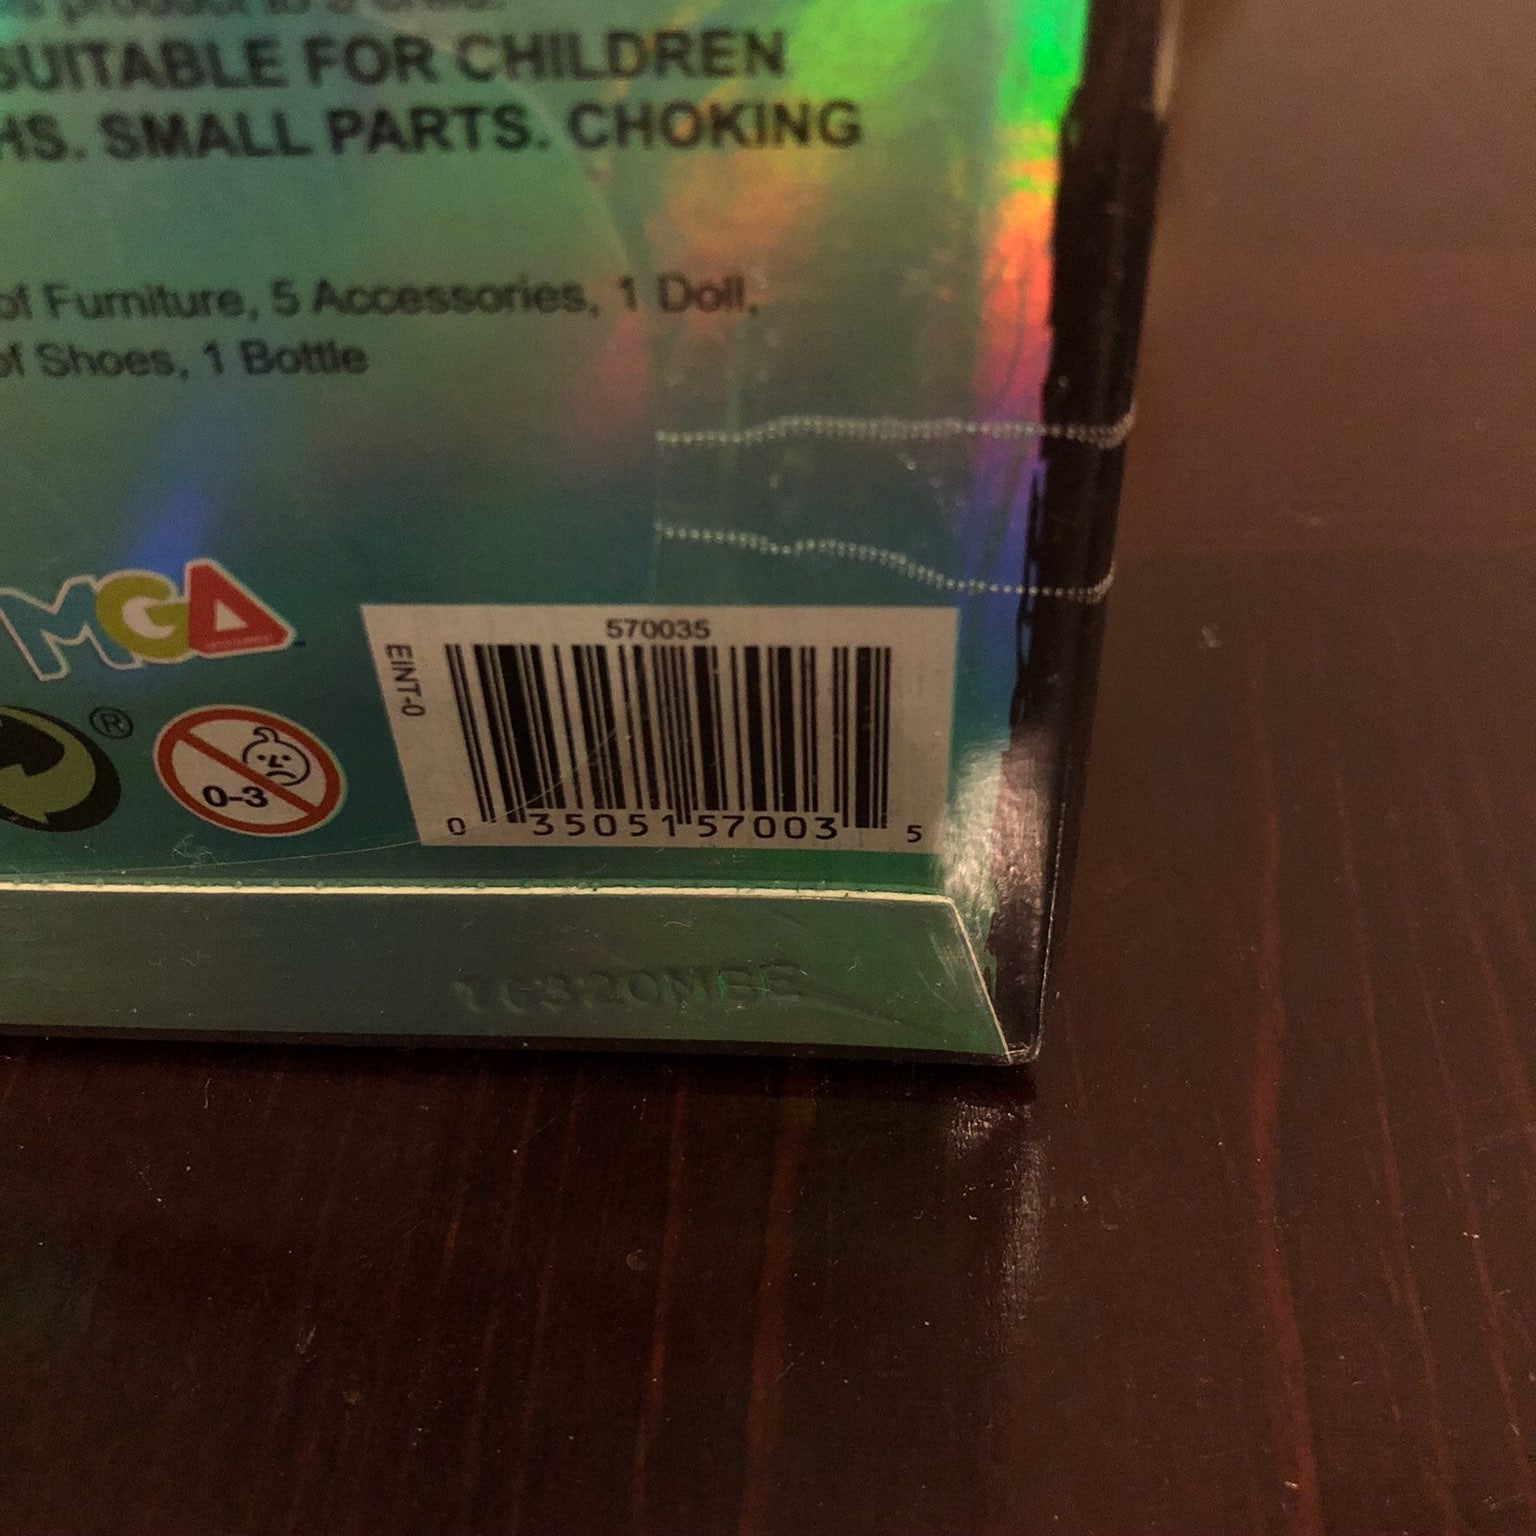 SUITABLE FOR CHILDREN
HS. SMALL PARTS. CHOKING
of Furniture, 5 Accessories, 1 Doll,
of Shoes, 1 Bottle
MGA
®
0-3
570035
EINT-0
0 35051 57003 5